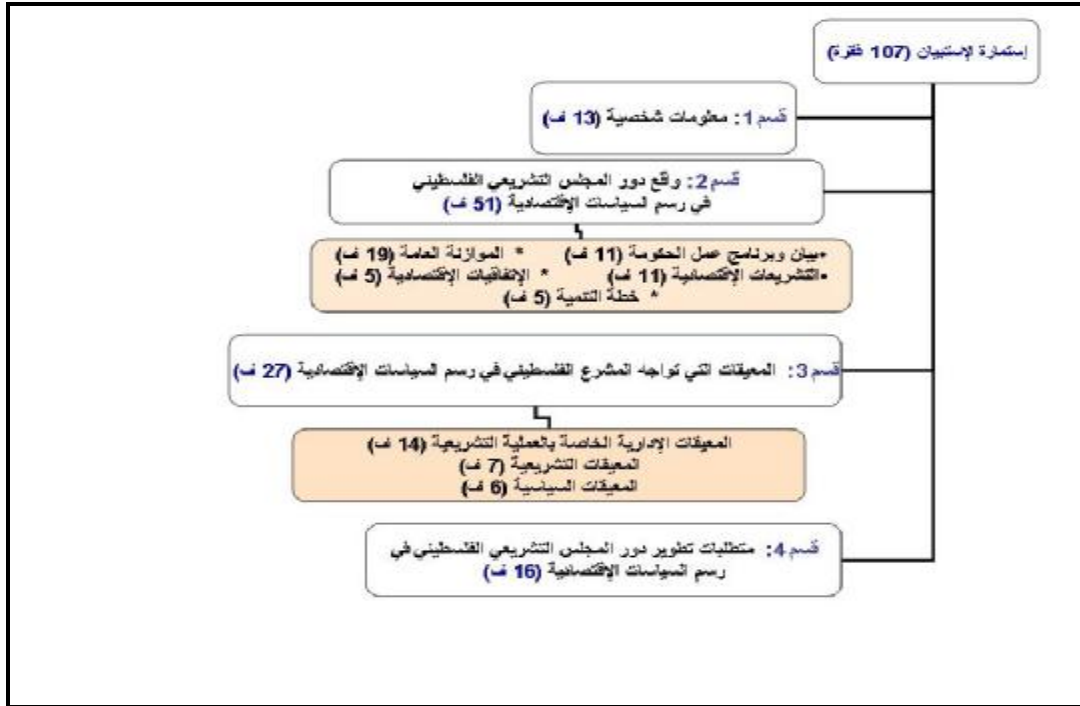 إستمارة الإستبيان (107 فقرة)
قسم 1: معلومات شخصية (13 ف)
قسم 2: واقع دور المجلس التشريعي الفلسطيني
في رسم السياسات الإقتصادية (51 ف)
•بيان وبرنامج عمل الحكومة (11 ف) * الموازنة العامة (19 ف)
•التشريعات الإقتصادية (11 ف) * الإتفاقيات الإقتصادية (5 ف)
* خطة التنمية (5 ف)
قسم 3: المعيقات التي تواجه المشرع الفلسطيني في رسم السياسات الإقتصادية (27 ف)
المعيقات الإدارية الخاصة بالعملية التشريعية (14 ف)
المعيقات التشريعية (7 ف)
المعيقات السياسية (6 ف)
قسم 4: متطلبات تطوير دور المجلس التشريعي الفلسطيني في
رسم السياسات الإقتصادية (16 ف)